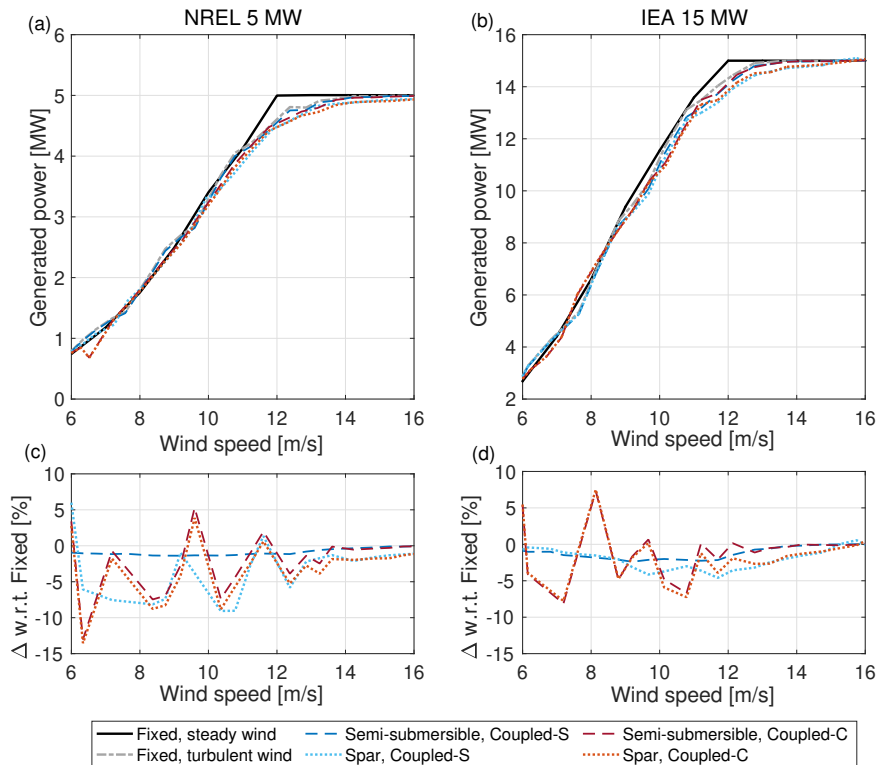 NREL 5 MW
IEA 15 MW
(a)
(b)
Generated power [MW]
6
5
4
3
2
1
0
6 8 10 12 14 16
Wind speed [m/s]
Generated power [MW]
16
14
12
10
8
6
4
2
6 8 10 12 14 16
Wind speed [m/s]
(c)
(d)
Δ w.r.t. Fixed [%]
10
5
0
-5
-10
-15
6 8 10 12 14 16
Wind speed [m/s]
Δ w.r.t. Fixed [%]
10
5
0
-5
-10
-15
6 8 10 12 14 16
Wind speed [m/s]
Fixed, steady wind
Semi-submersible, Coupled-S
Semi-submersible, Coupled-C
Fixed, turbulent wind
Spar, Coupled-S
Spar, Coupled-C